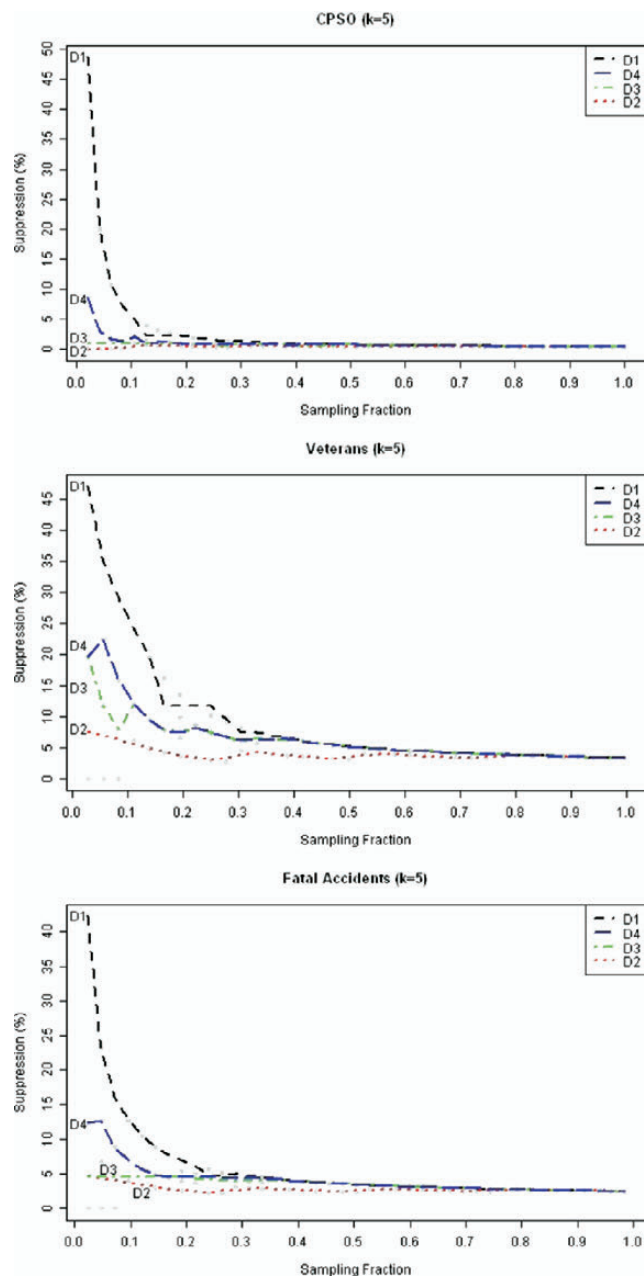 CPSO (k=5)
50
45
40
35
30
25
20
15
10
5
0
Suppression (%)
D1
D4
D3
D2
D1
D4
D3
D2
0.0 0.1 0.2 0.3 0.4 0.5 0.6 0.7 0.8 0.9 1.0
Sampling Fraction
Veterans (k=5)
45
40
35
30
25
20
15
10
5
0
Suppression (%)
D1
D4
D3
D2
D1
D4
D3
D2
0.0 0.1 0.2 0.3 0.4 0.5 0.6 0.7 0.8 0.9 1.0
Sampling Fraction
Fatal Accidents (k=5)
40
35
30
25
20
15
10
5
0
Suppression (%)
D1
D4
D3
D2
D1
D4
D3
D2
0.0 0.1 0.2 0.3 0.4 0.5 0.6 0.7 0.8 0.9 1.0
Sampling Fraction